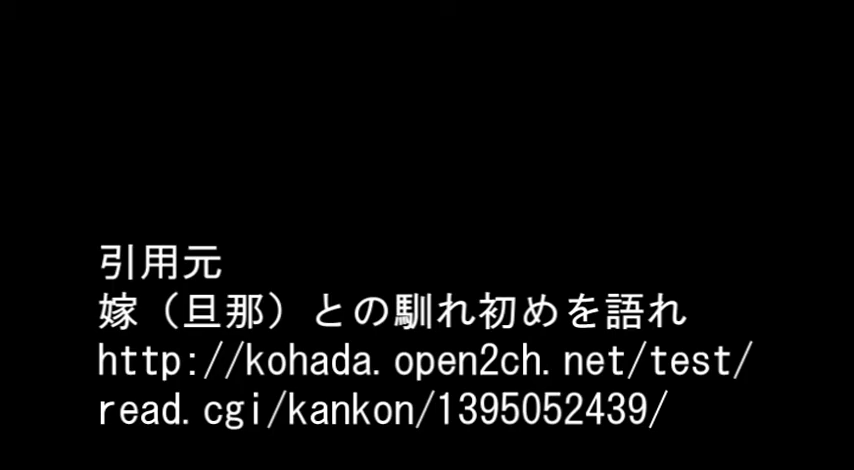 引用元
嫁（旦那）との馴れ初めを語れ
http://kohada.open2ch.net/test/
read.cgi/kankon/1395052439/